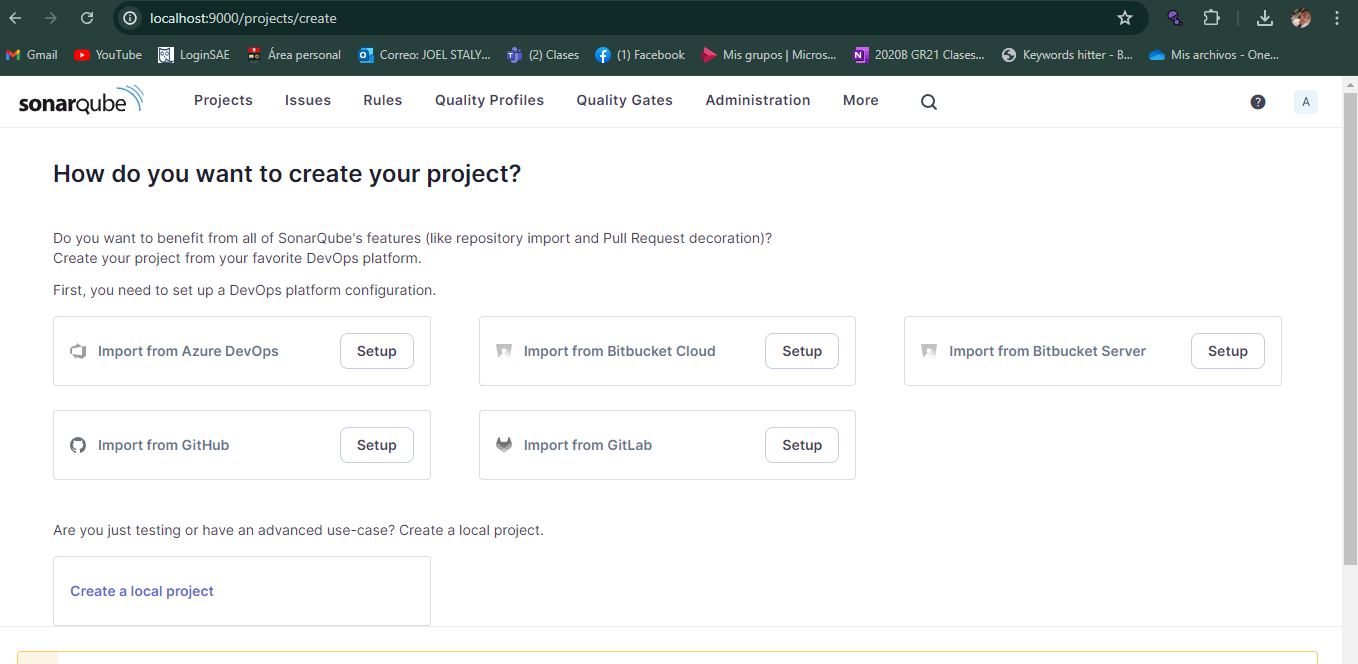 localhost:9000/projects/create
Gmail YouTube LoginSAE Área personal Correo: JOEL STALY... (2) Clases (1) Facebook Mis grupos | Micros... 2020B GR21 Clases... Keywords hitter - B... Mis archivos - One...
sonarqube Projects Issues Rules Quality Profiles Quality Gates Administration More ? A
How do you want to create your project?
Do you want to benefit from all of SonarQube's features (like repository import and Pull Request decoration)?
Create your project from your favorite DevOps platform.
First, you need to set up a DevOps platform configuration.
Import from Azure DevOps Setup Import from Bitbucket Cloud Setup Import from Bitbucket Server Setup
Import from GitHub Setup Import from GitLab Setup
Are you just testing or have an advanced use-case? Create a local project.
Create a local project